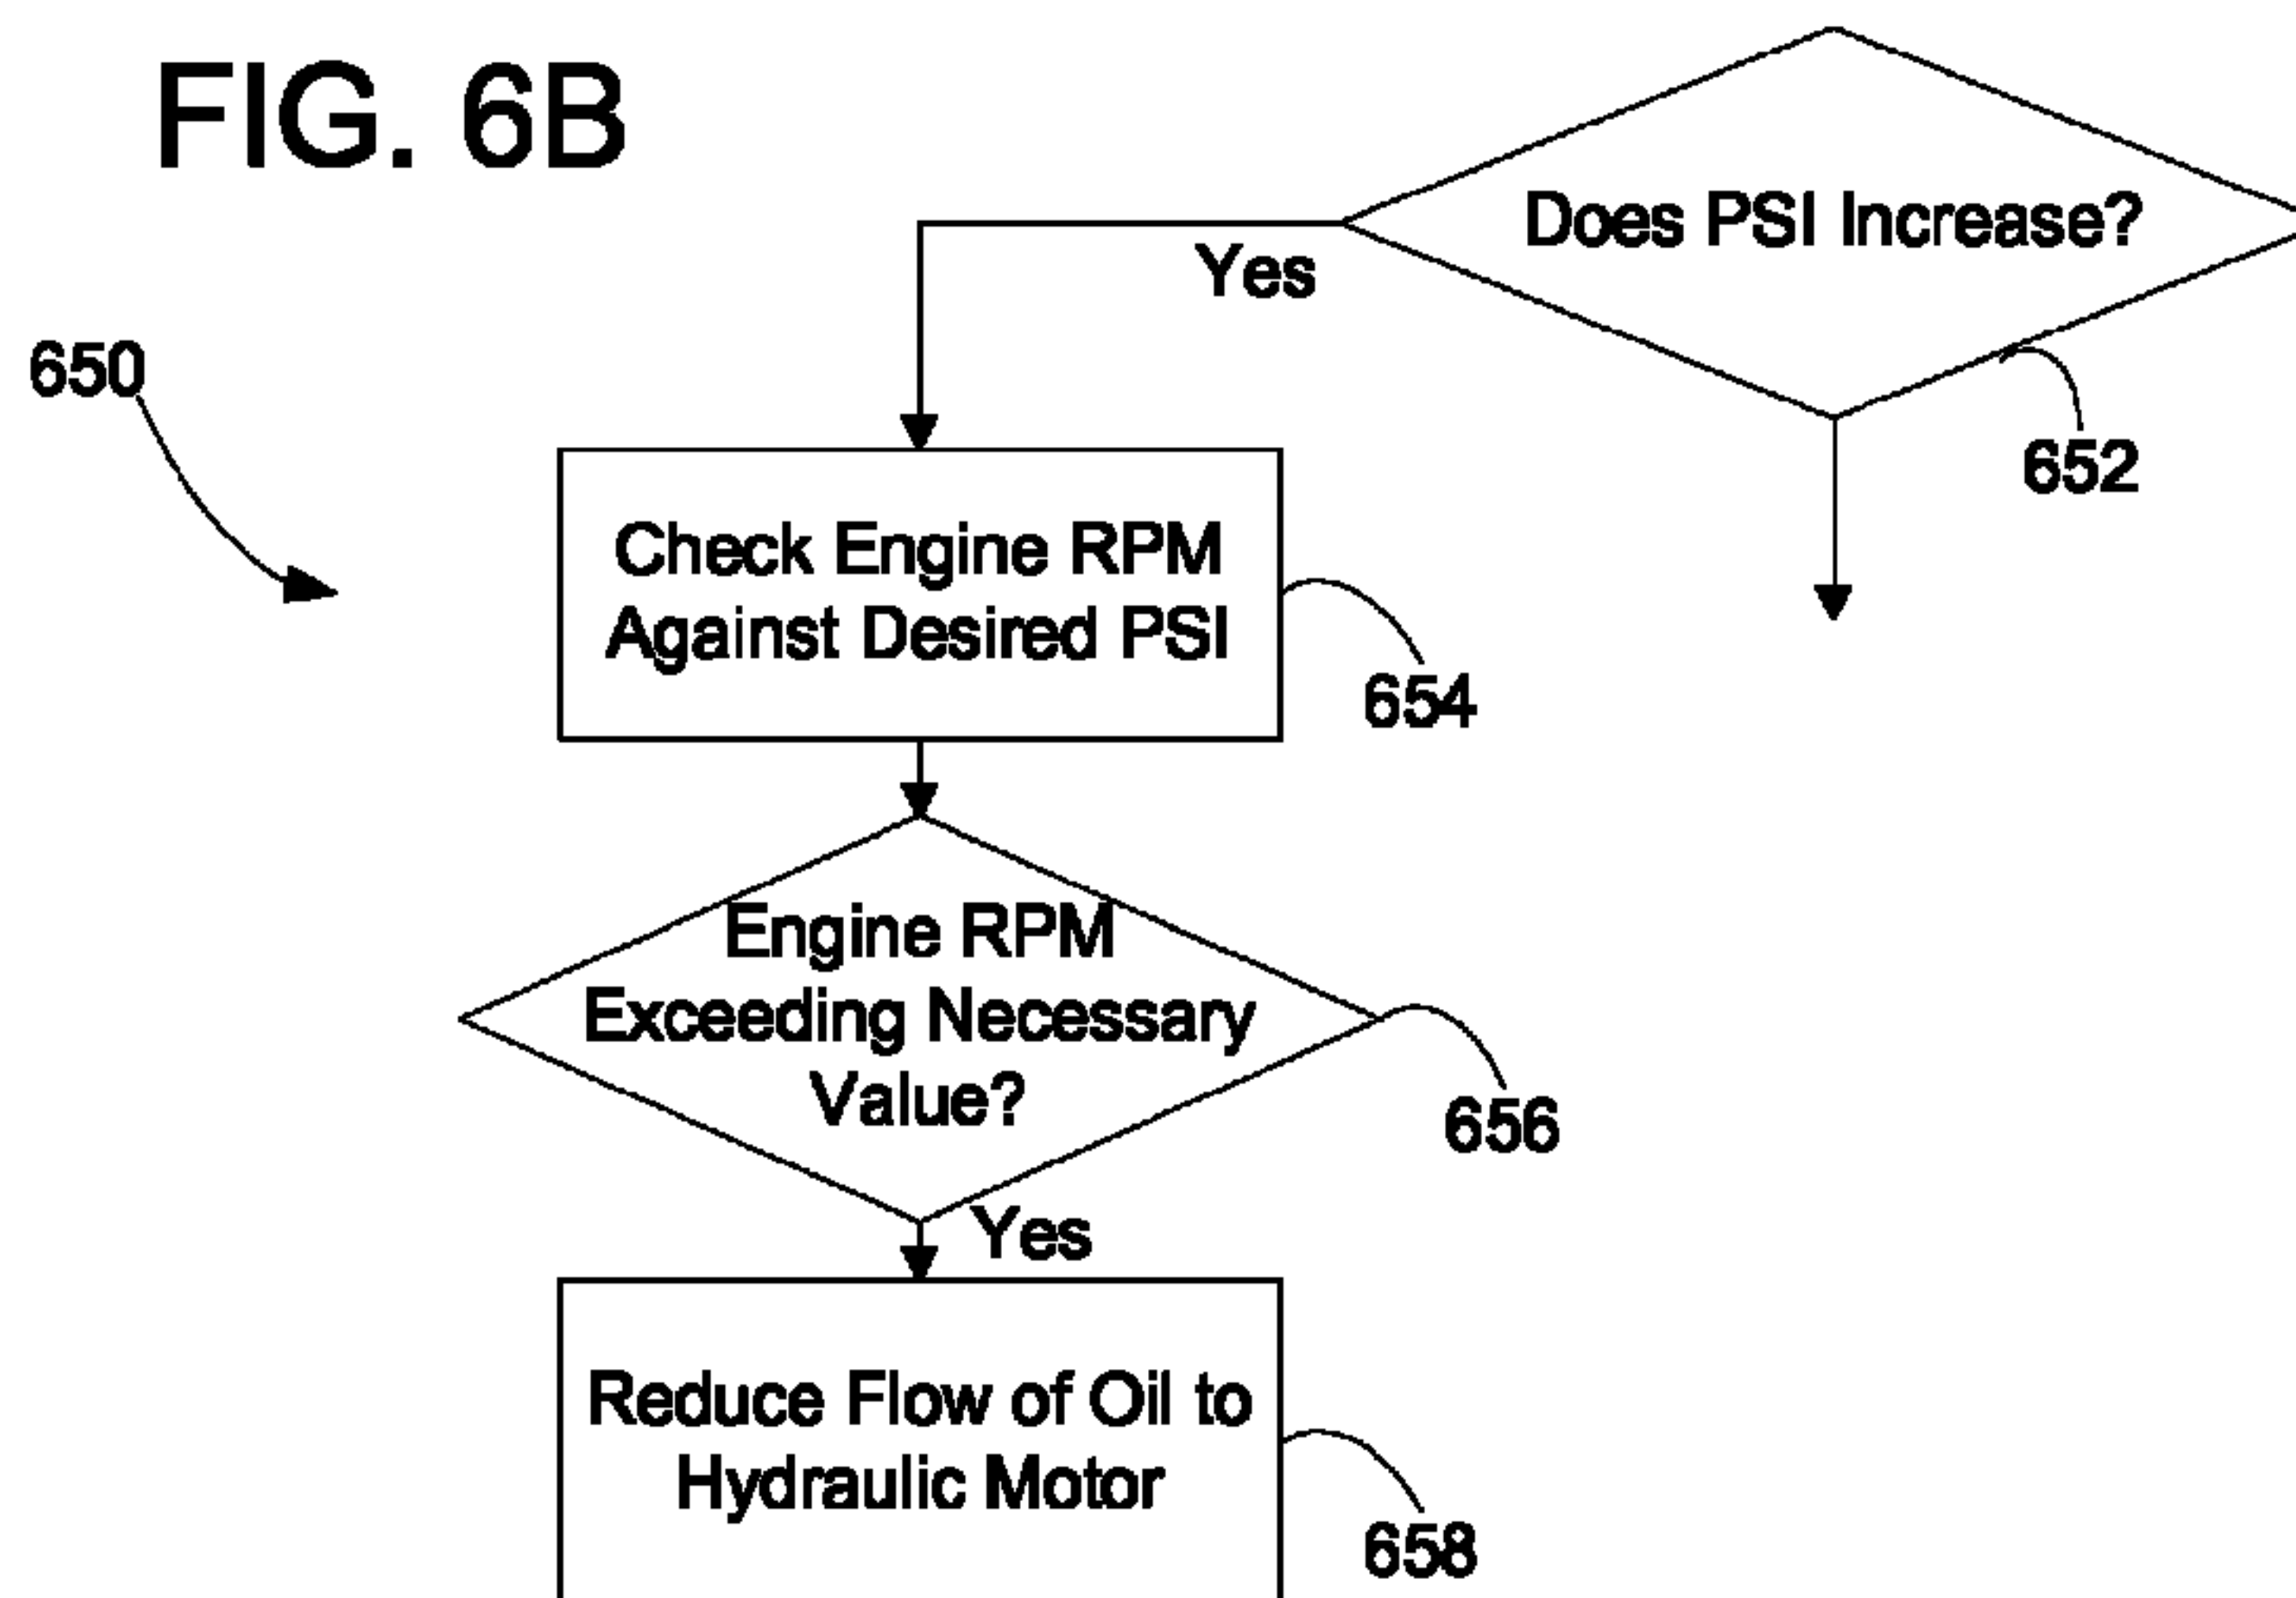 FIG. 6B
Does PSI Increase?
Yes
650
652
Check Engine RPM
Against Desired PSI
654
Engine RPM
Exceeding Necessary
Value?
656
Yes
Reduce Flow of Oil to
Hydraulic Motor
658